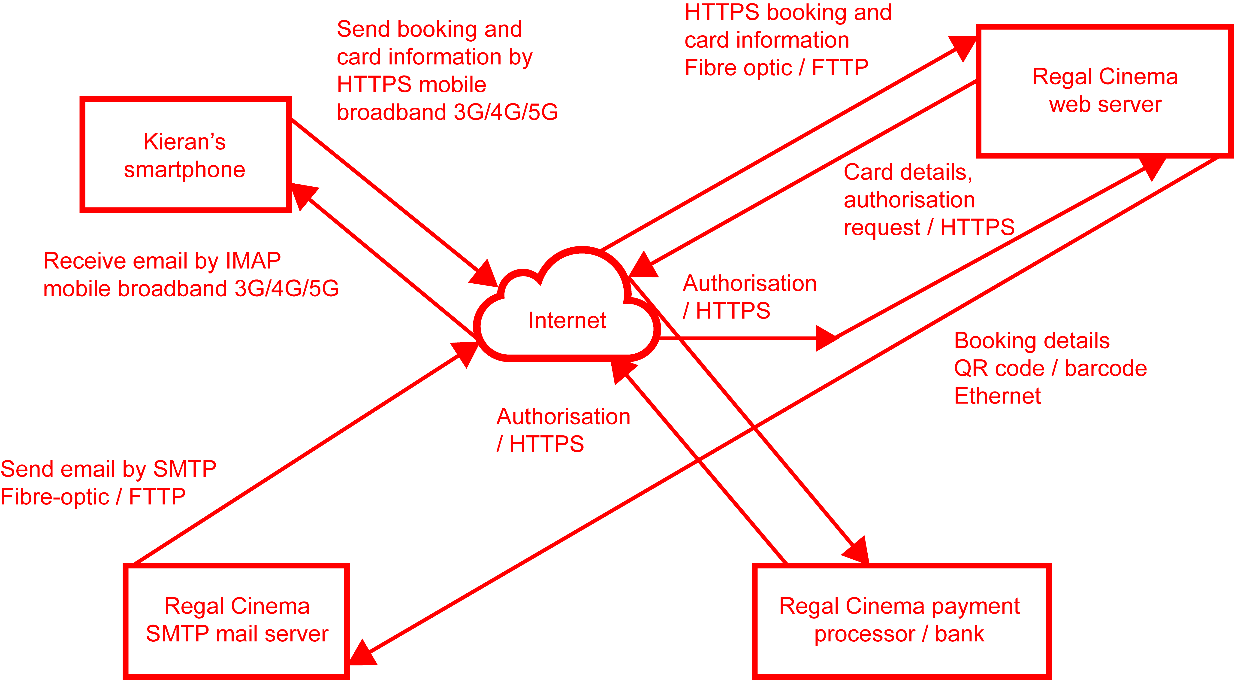 Send booking and
card information by
HTTPS mobile
broadband 3G/4G/5G
HTTPS booking and
card information
Fibre optic / FTTP
Regal Cinema
web server
Kieran’s
smartphone
Card details,
authorisation
request / HTTPS
Receive email by IMAP
mobile broadband 3G/4G/5G
Authorisation
/ HTTPS
Internet
Booking details
QR code / barcode
Ethernet
Authorisation
/ HTTPS
Send email by SMTP
Fibre-optic / FTTP
Regal Cinema
SMTP mail server
Regal Cinema payment
processor / bank